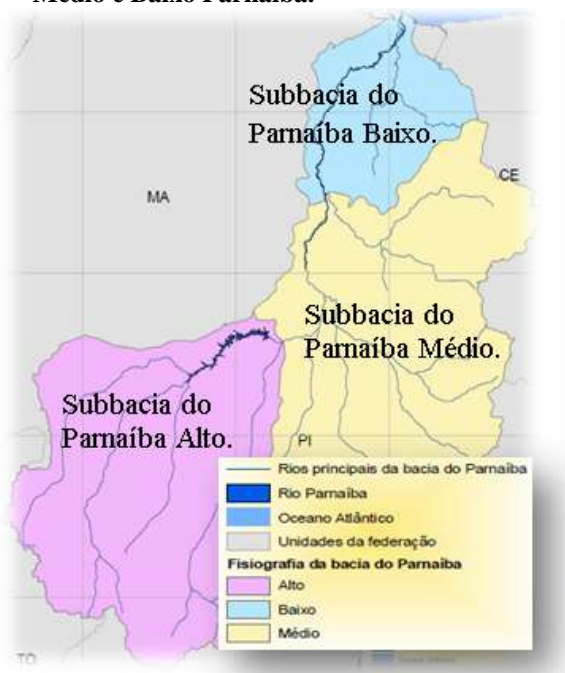 Médio e Baixo Parnaíba.
Subbacia do
Parnaíba Baixo.
CE
MA
Subbacia do
Parnaíba Médio.
Subbacia do
Parnaíba Alto.
PI
Rios principais da bacia do Parnaíba
Rio Parnaíba
Oceano Atlântico
Unidades da federação
Fisiografia da bacia do Parnaíba
Alto
Baixo
Médio
TO